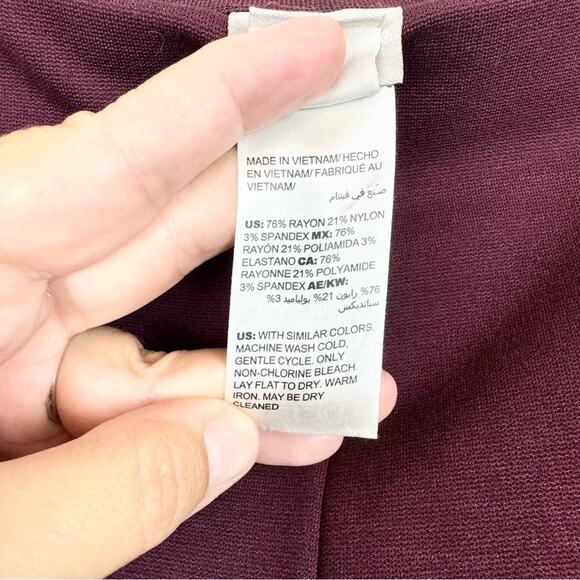 ®
MADE IN VIETNAM/ HECHO
EN VIETNAM/ FABRIQUÉ AU
VIETNAM/
صنع في فيتنام
US: 76% RAYON 21% NYLON
3% SPANDEX MX: 76%
RAYÓN 21% POLIAMIDA 3%
ELASTANO CA: 76%
RAYONNE 21% POLYAMIDE
3% SPANDEX AE/KW:
76% رايون 21% بولياميد 3%
سباندیکس
US: WITH SIMILAR COLORS.
MACHINE WASH COLD,
GENTLE CYCLE. ONLY
NON-CHLORINE BLEACH.
LAY FLAT TO DRY. WARM
IRON. MAY BE DRY
CLEANED